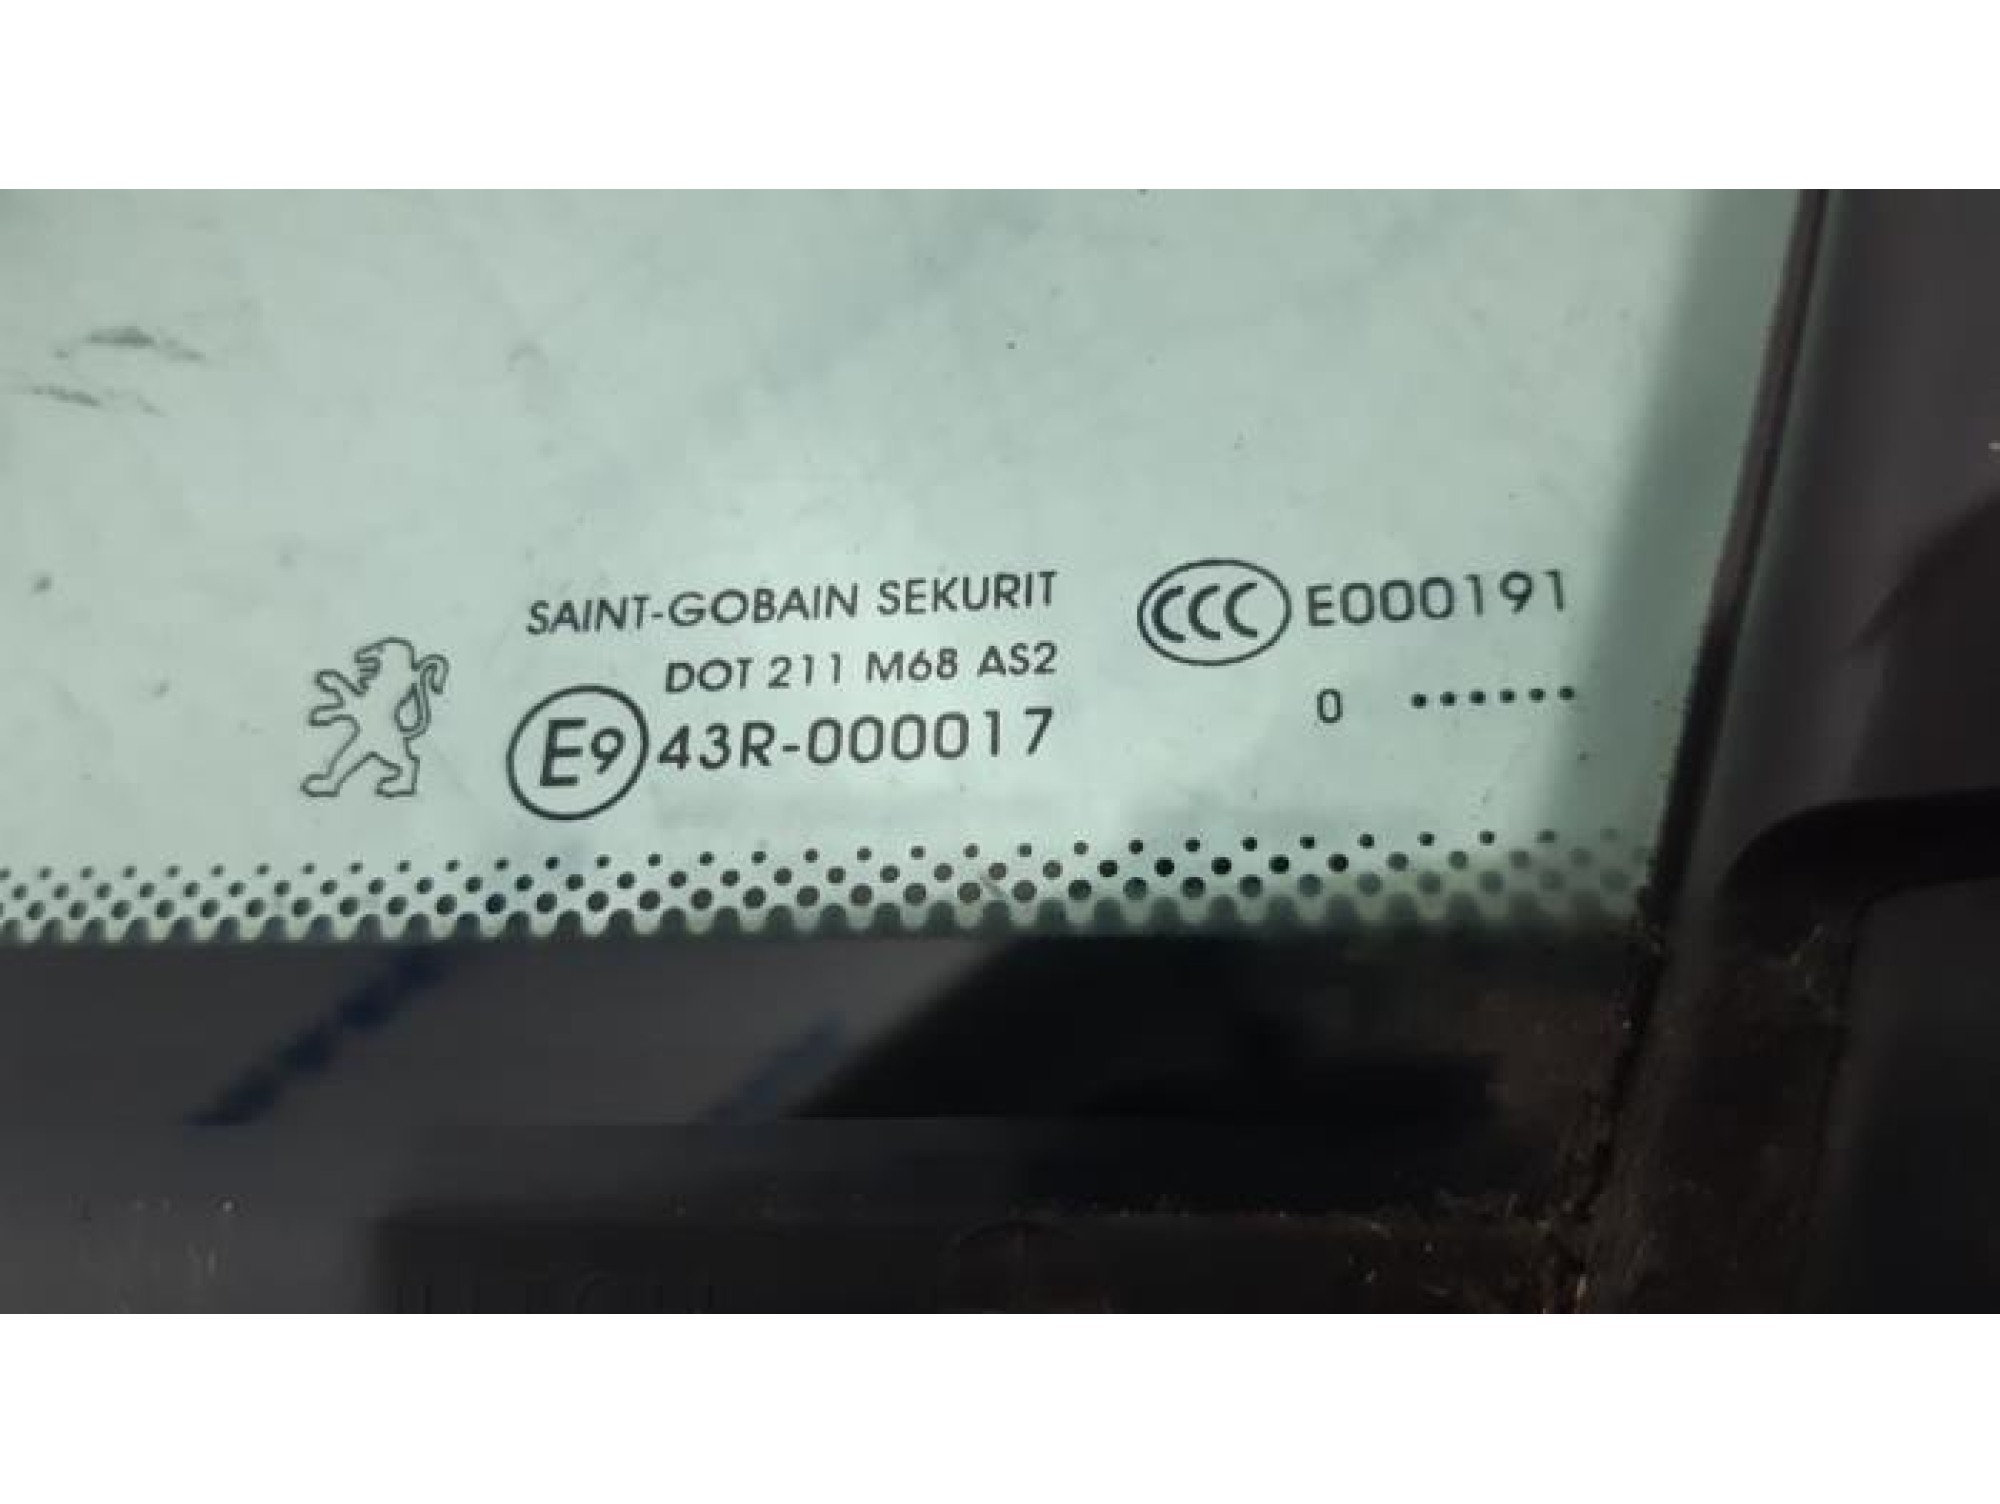 SAINT-GOBAIN SEKURIT
DOT 211 M68 AS2
E9 43R-000017
CCC E000191
0 ••••••